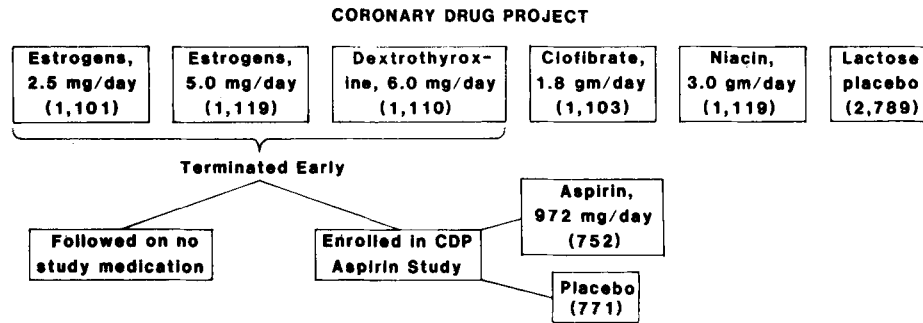 CORONARY DRUG PROJECT
Estrogens,
2.5 mg/day
(1,101)
Estrogens,
5.0 mg/day
(1,119)
Dextrothyrox-
ine, 6.0 mg/day
(1,110)
Clofibrate,
1.8 gm/day
(1,103)
Niacin,
3.0 gm/day
(1,119)
Lactose
placebo
(2,789)
Terminated Early
Followed on no
study medication
Enrolled in CDP
Aspirin Study
Aspirin,
972 mg/day
(752)
Placebo
(771)